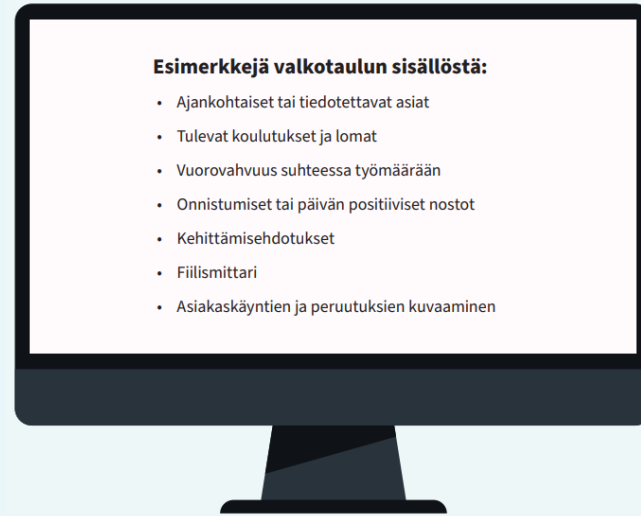 Esimerkkejä valkotaulun sisällöstä:
• Ajankohtaiset tai tiedotettavat asiat
• Tulevat koulutukset ja lomat
• Vuorovahvuus suhteessa työmäärään
• Onnistumiset tai päivän positiiviset nostot
• Kehittämisehdotukset
• Fiilismittari
• Asiakaskäyntien ja peruutuksien kuvaaminen